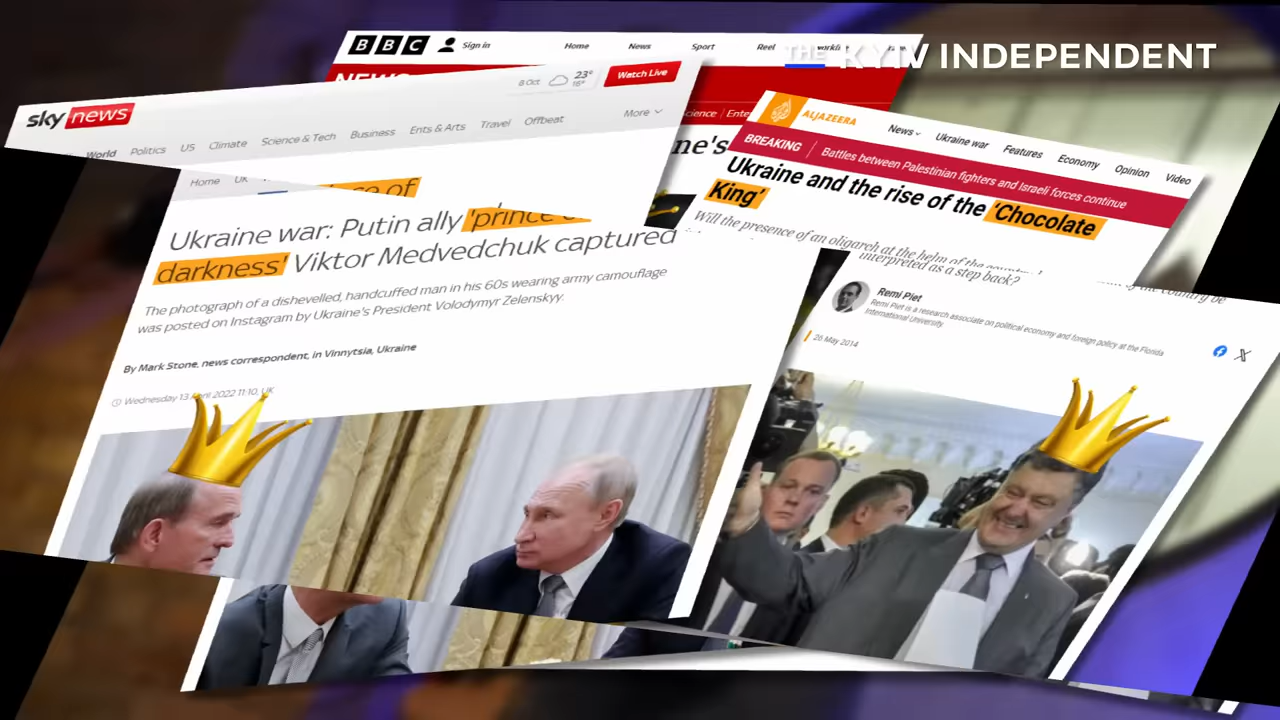 THE KYIV INDEPENDENT
BBC
Sign in
Home
News
Sport
Reel
NEWS
sky news
8 Oct
23°
16°
Watch Live
World
Politics
US
Climate
Science & Tech
Business
Ents & Arts
Travel
Offbeat
More
Science
Home
UK
Ukraine war: Putin ally 'prince
darkness' Viktor Medvedchuk captured
The photograph of a dishevelled, handcuffed man in his 60s wearing army camouflage
was posted on Instagram by Ukraine's President Volodymyr Zelenskyy.
By Mark Stone, news correspondent, in Vinnytsia, Ukraine
Wednesday 13 April 2022 11:10, UK
ALJAZEERA
News
Ukraine war
Features
Economy
Opinion
Video
BREAKING
Battles between Palestinian fighters and Israeli forces continue
Ukraine and the rise of the 'Chocolate
King'
Will the presence of an oligarch at the helm of the
interpreted as a step back?
Remi Piet
Remi Piet is a research associate on political economy and foreign policy at the Florida
International University.
26 May 2014